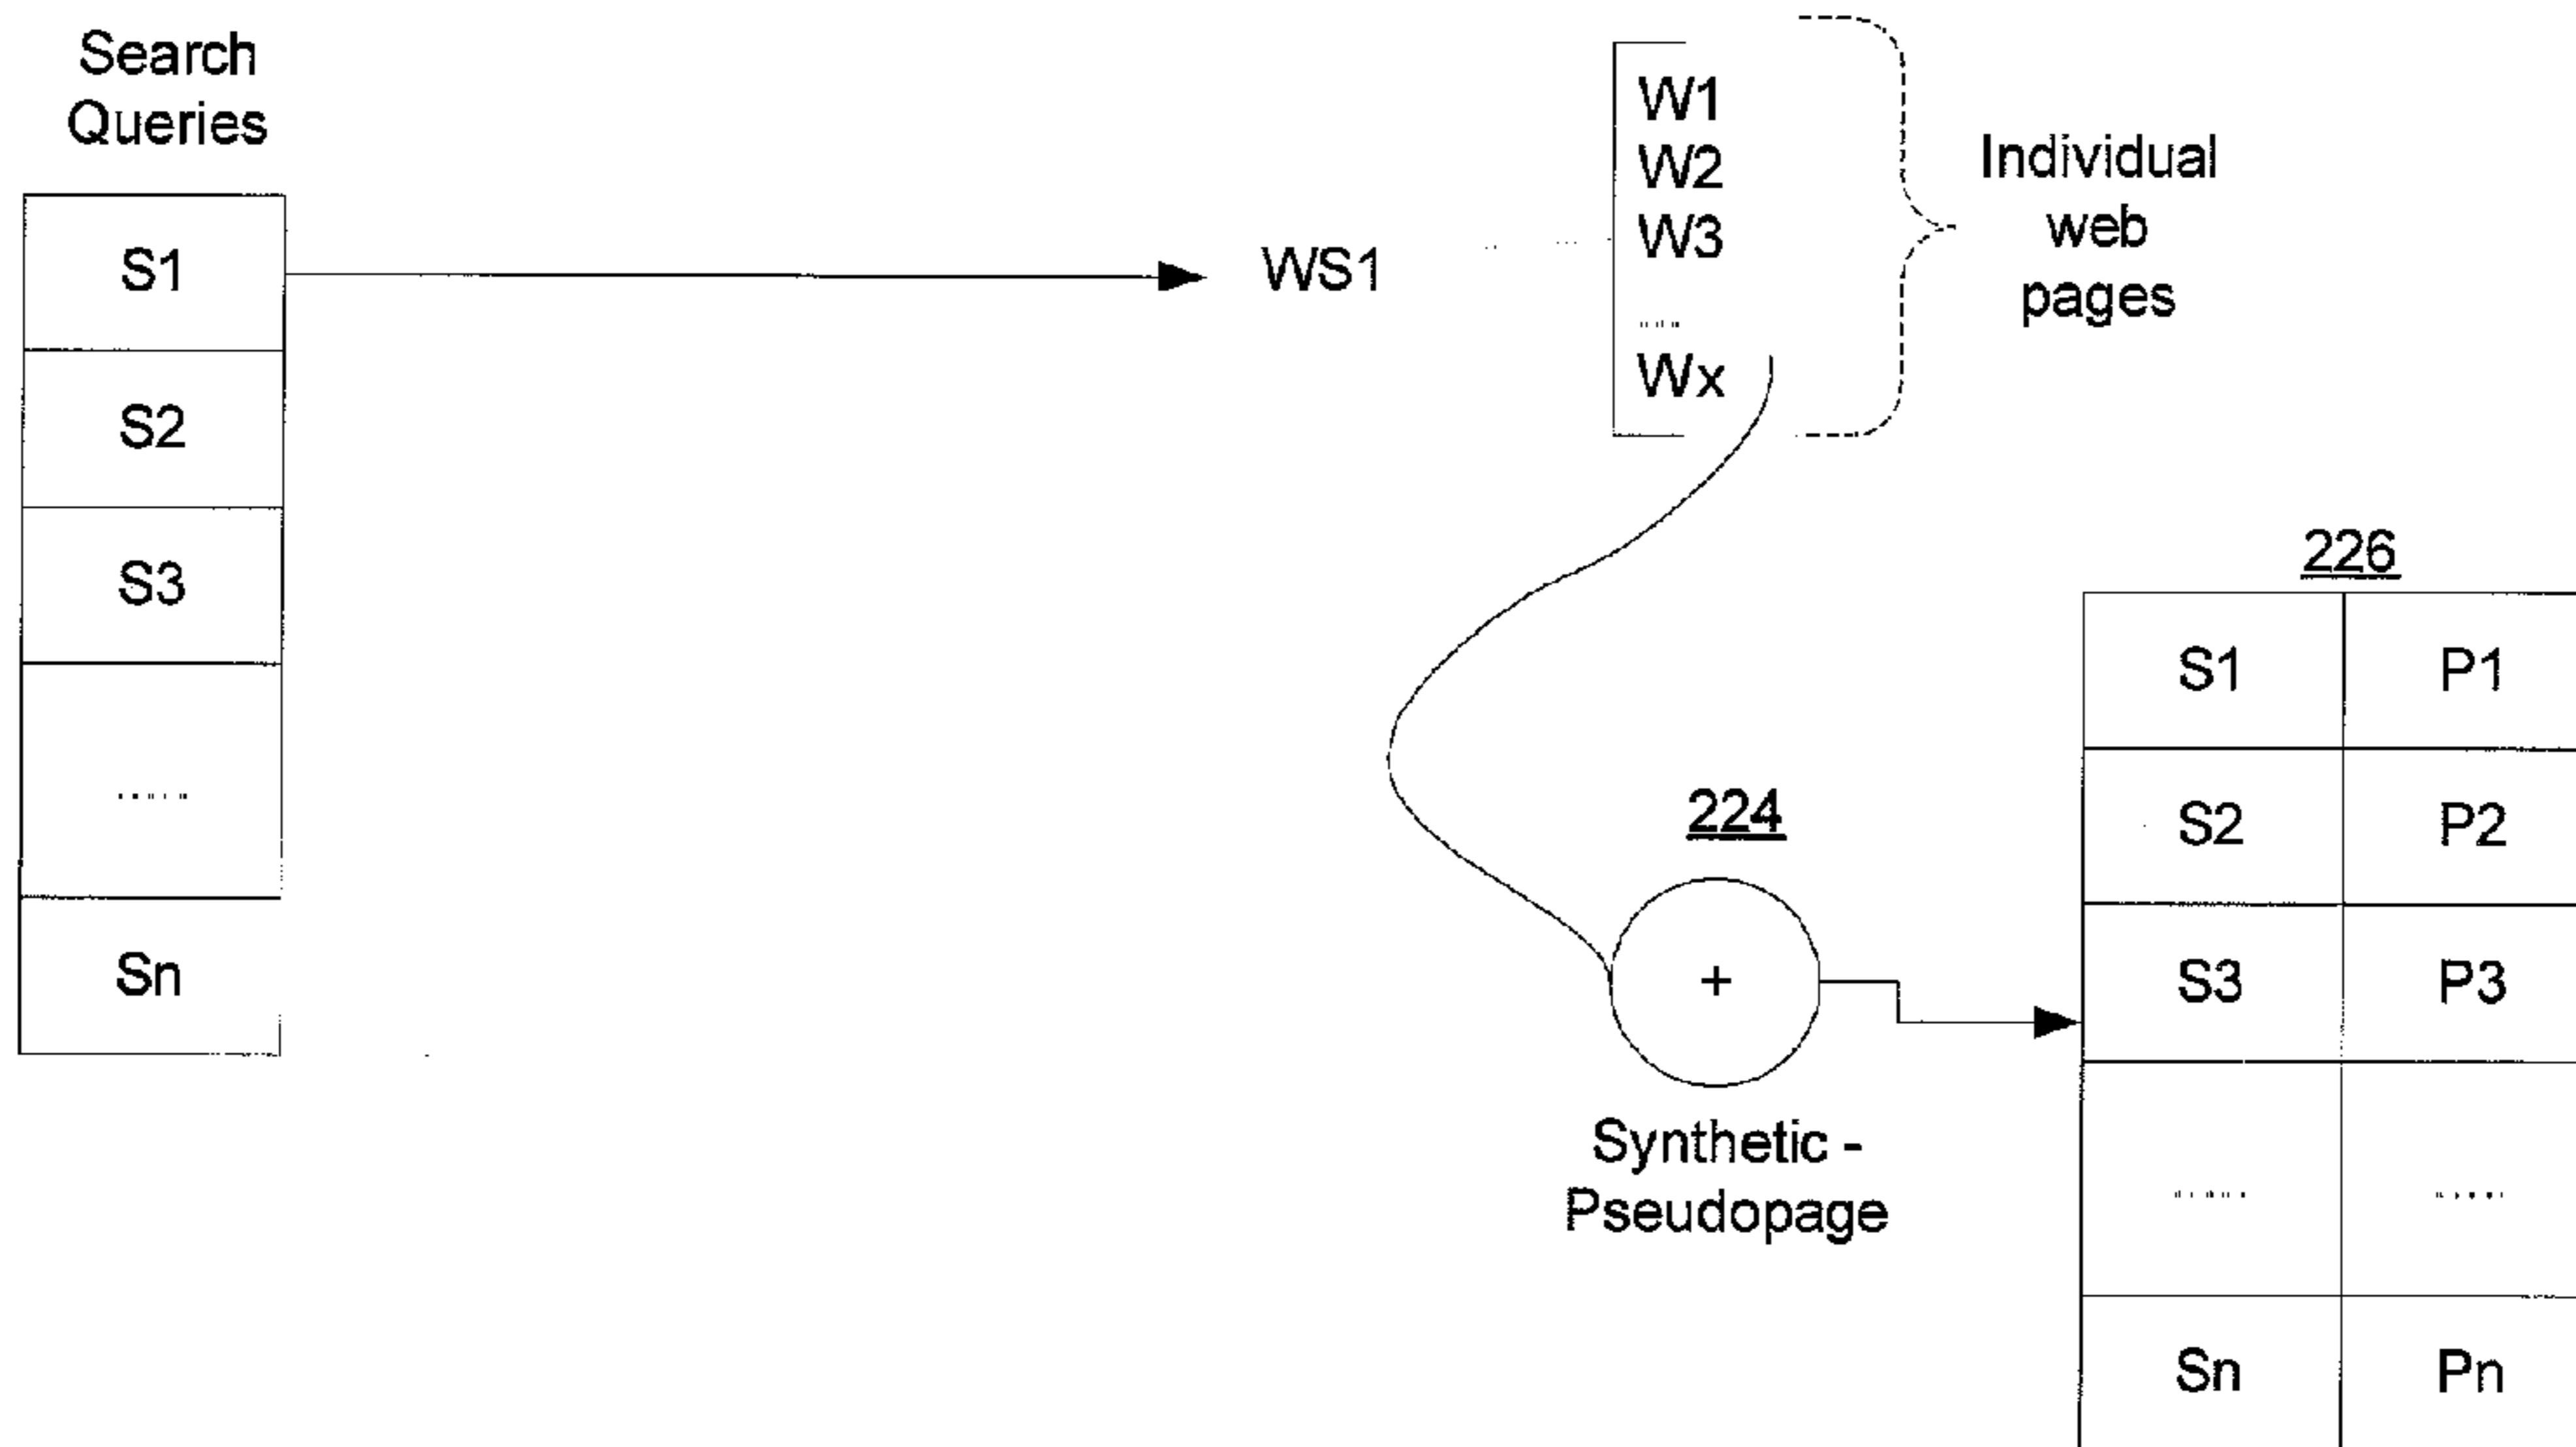 Search
Queries
S1
S2
S3
......
Sn
WS1
W1
W2
W3
....
Wx
Individual
web
pages
224
+
Synthetic -
Pseudopage
226
S1 P1
S2 P2
S3 P3
...... ......
Sn Pn